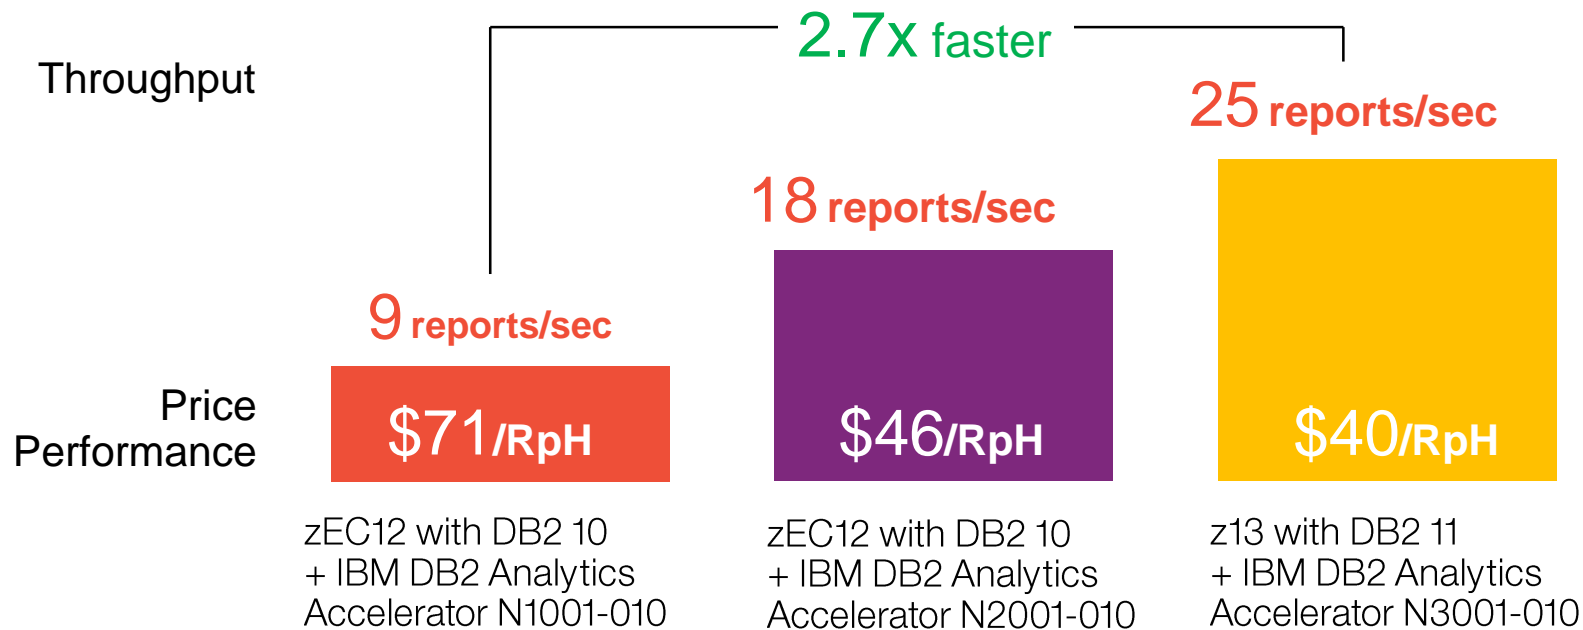 2.7x faster
Throughput
25 reports/sec
18 reports/sec
9 reports/sec
Price
Performance
$71/RpH
$46/RpH
$40/RpH
zEC12 with DB2 10
+ IBM DB2 Analytics
Accelerator N1001-010
zEC12 with DB2 10
+ IBM DB2 Analytics
Accelerator N2001-010
z13 with DB2 11
+ IBM DB2 Analytics
Accelerator N3001-010